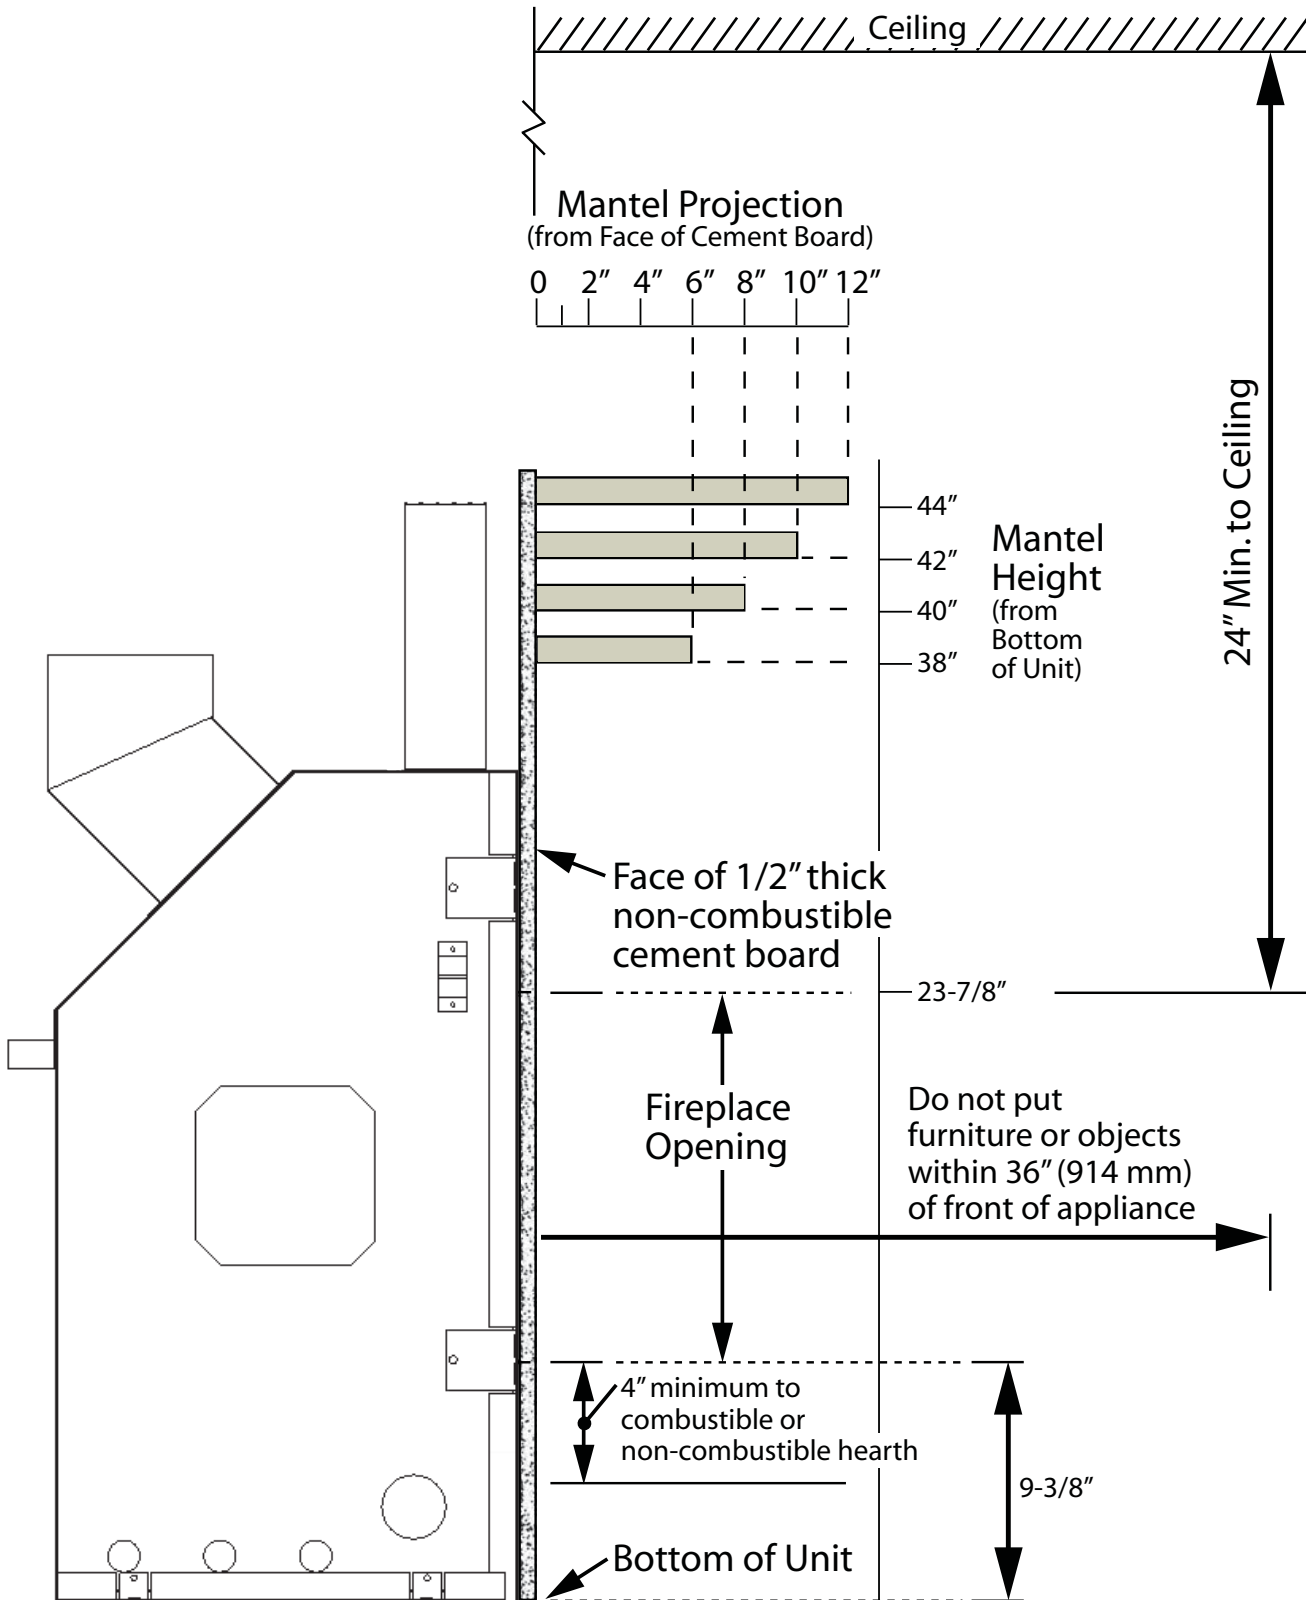 Ceiling
Mantel Projection
(from Face of Cement Board)
0 2″ 4″ 6″ 8″ 10″ 12″
24″ Min. to Ceiling
44″
42″
40″
38″
Mantel
Height
(from
Bottom
of Unit)
Face of 1/2″ thick
non-combustible
cement board
23-7/8″
Fireplace
Opening
Do not put
furniture or objects
within 36″ (914 mm)
of front of appliance
4″ minimum to
combustible or
non-combustible hearth
9-3/8″
Bottom of Unit